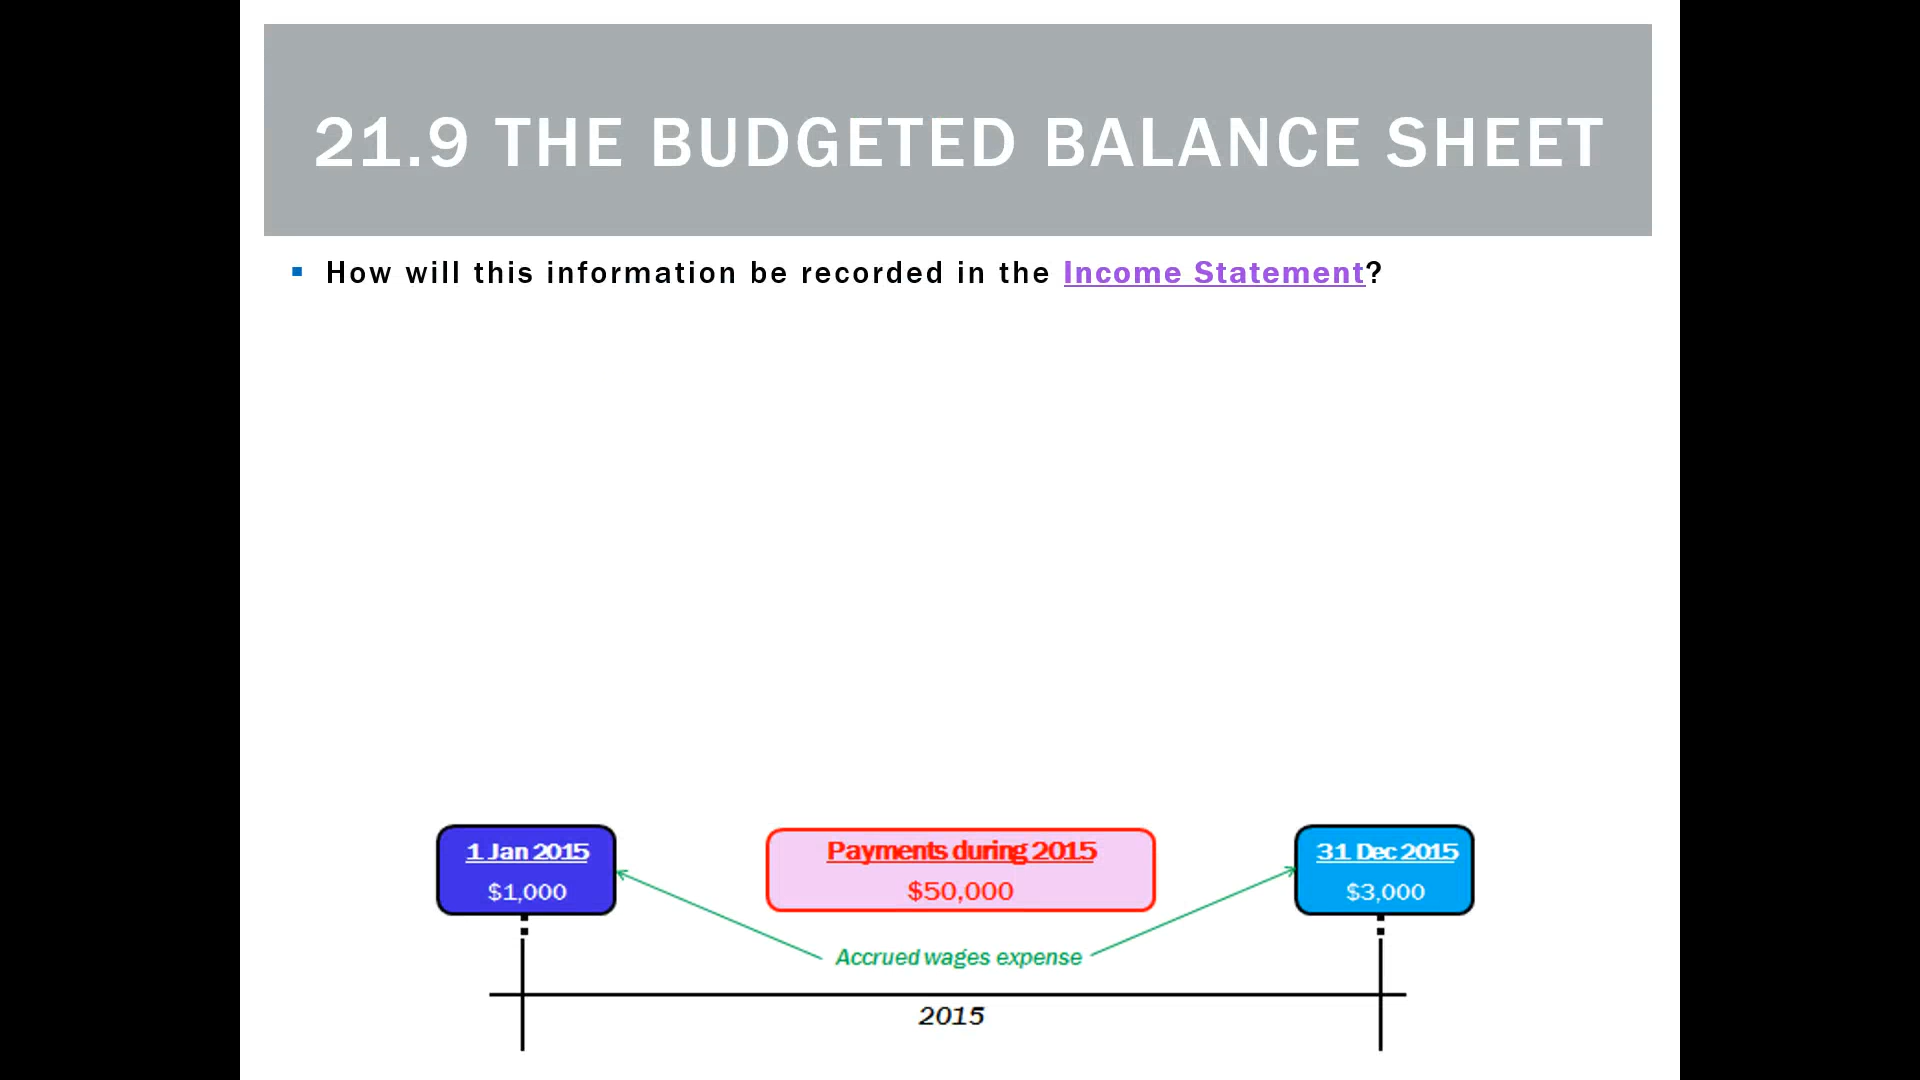 21.9 THE BUDGETED BALANCE SHEET
▪ How will this information be recorded in the Income Statement?
1 Jan 2015
$1,000
Payments during 2015
$50,000
31 Dec 2015
$3,000
Accrued wages expense
2015